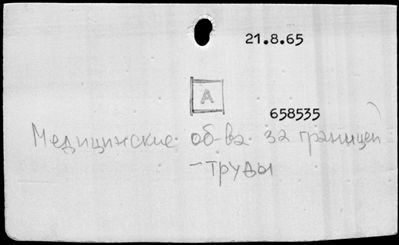 21.8.65
A
658535
Медицинские об-ва за границей
- труды